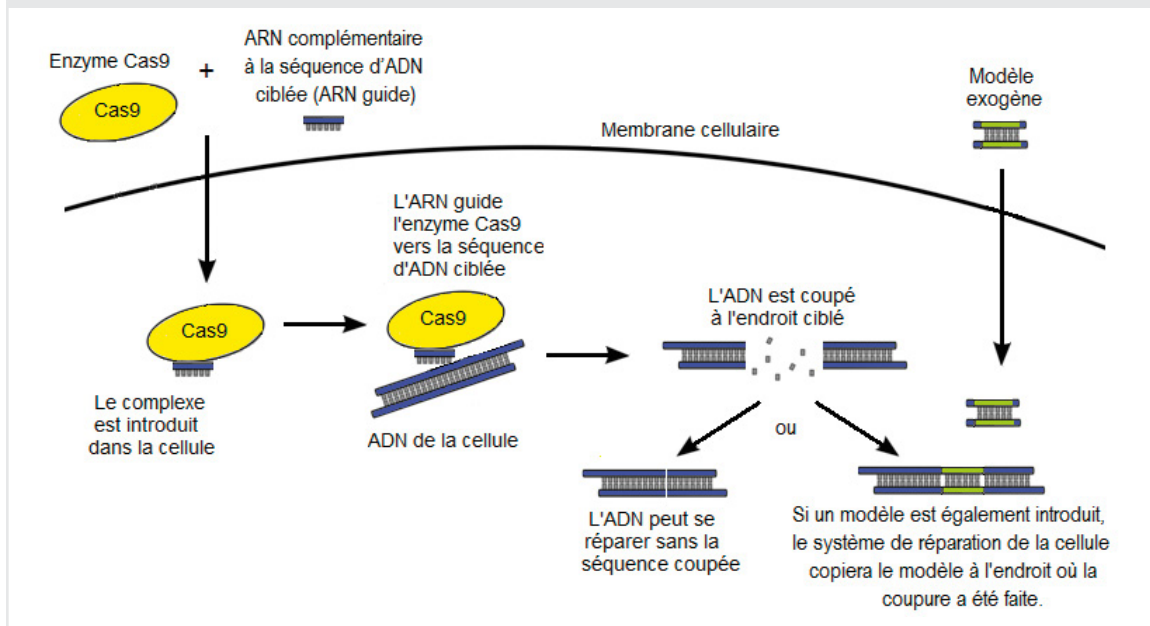 Enzyme Cas9
+
ARN complémentaire
à la séquence d'ADN
ciblée (ARN guide)
Cas9
Modèle
exogène
Membrane cellulaire
L'ARN guide
l'enzyme Cas9
vers la séquence
d'ADN ciblée
Cas9
Le complexe
est introduit
dans la cellule
Cas9
ADN de la cellule
L'ADN est coupé
à l'endroit ciblé
ou
L'ADN peut se
réparer sans la
séquence coupée
Si un modèle est également introduit,
le système de réparation de la cellule
copiera le modèle à l'endroit où la
coupure a été faite.